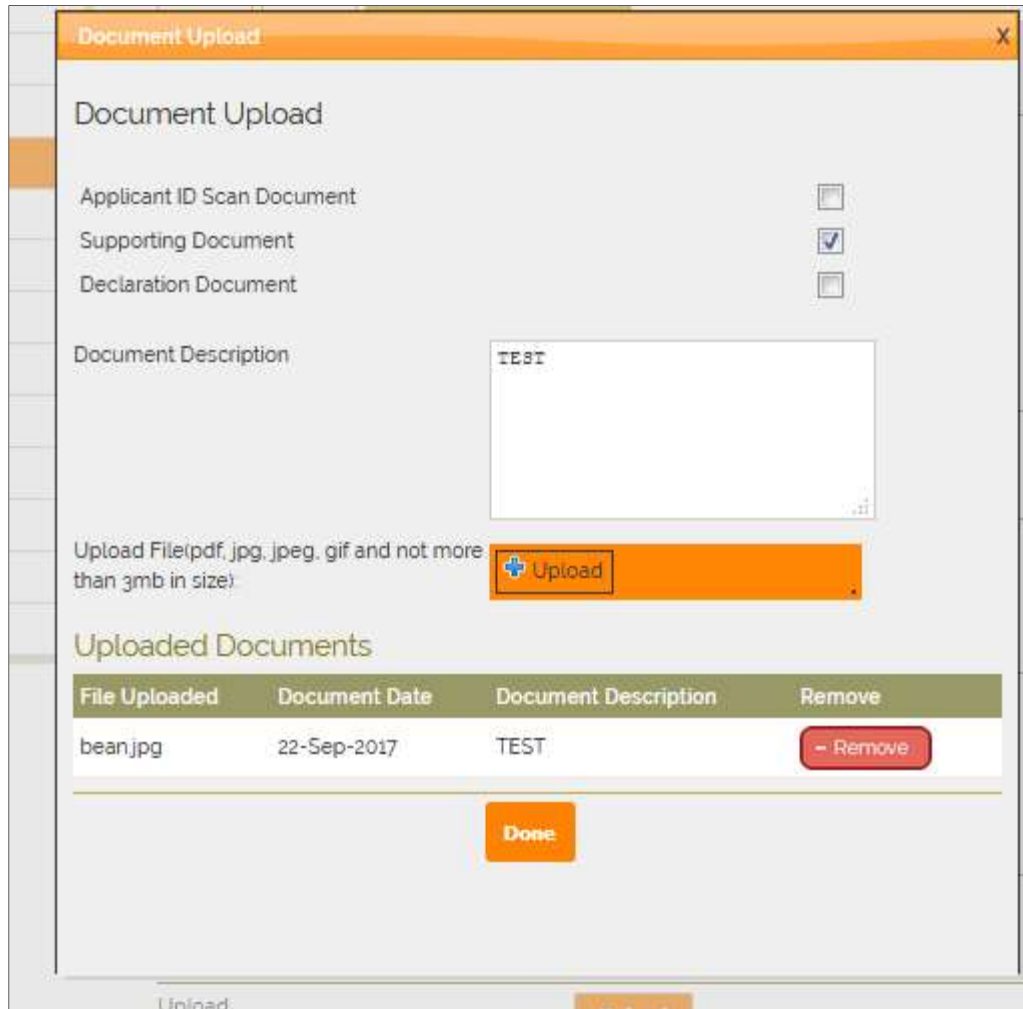 Document Upload X
Document Upload
Applicant ID Scan Document
Supporting Document
Declaration Document
Document Description
TEST
Upload File(pdf, jpg, jpeg, gif and not more
than 3mb in size):
Upload
Uploaded Documents
File Uploaded Document Date Document Description Remove
bean.jpg 22-Sep-2017 TEST - Remove
Done
Upload